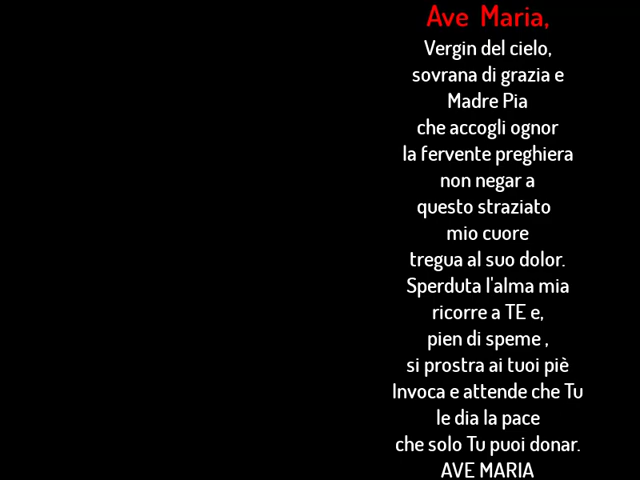 Ave Maria,
Vergin del cielo,
sovrana di grazia e
Madre Pia
che accogli ognor
la fervente preghiera
non negar a
questo straziato
mio cuore
tregua al suo dolor.
Sperduta l'alma mia
ricorre a TE e,
pien di speme ,
si prostra ai tuoi piè
Invoca e attende che Tu
le dia la pace
che solo Tu puoi donar.
AVE MARIA